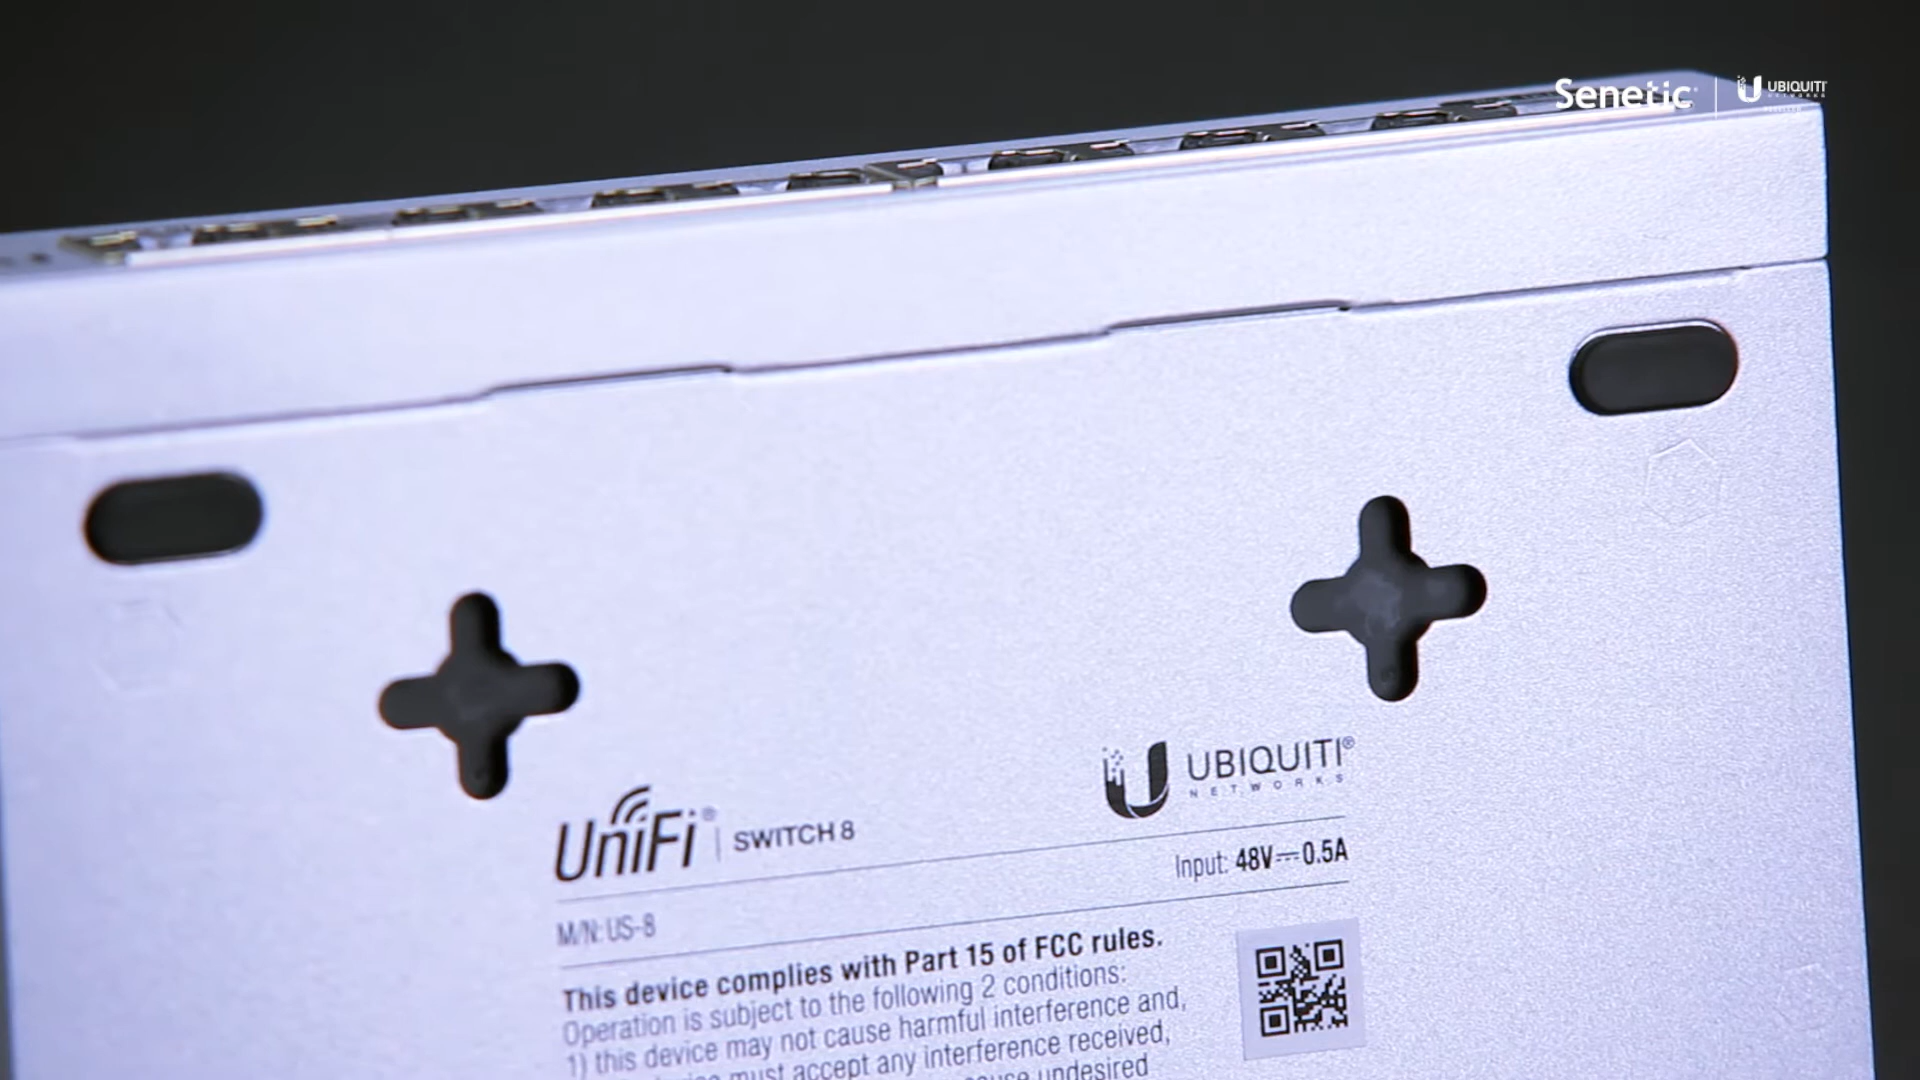 Senetic | UBIQUITI
UniFi® | SWITCH 8
UBIQUITI®
NETWORKS
Input: 48V⎓0.5A
M/N: US-8
This device complies with Part 15 of FCC rules.
Operation is subject to the following 2 conditions:
1) this device may not cause harmful interference and,
must accept any interference received,
undesired